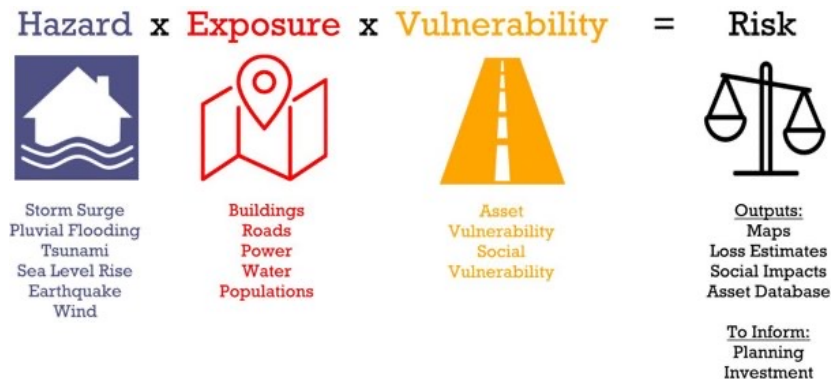 Hazard x Exposure x Vulnerability = Risk
Storm Surge
Pluvial Flooding
Tsunami
Sea Level Rise
Earthquake
Wind
Buildings
Roads
Power
Water
Populations
Asset
Vulnerability
Social
Vulnerability
Outputs:
Maps
Loss Estimates
Social Impacts
Asset Database
To Inform:
Planning
Investment